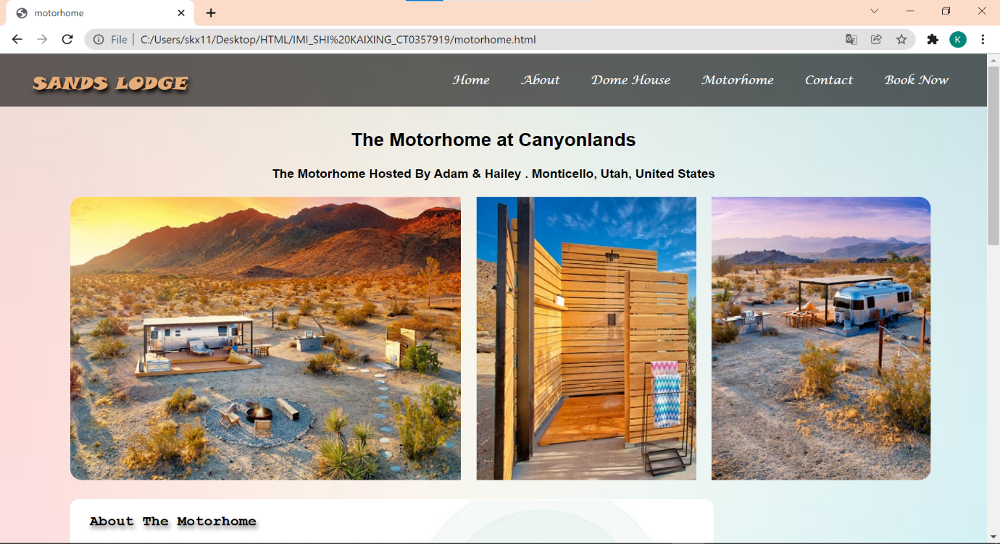 motorhome
File | C:/Users/skx11/Desktop/HTML/IMI_SHI%20KAIXING_CT0357919/motorhome.html
K
SANDS LODGE
Home About Dome House Motorhome Contact Book Now
The Motorhome at Canyonlands
The Motorhome Hosted By Adam & Hailey . Monticello, Utah, United States
About The Motorhome